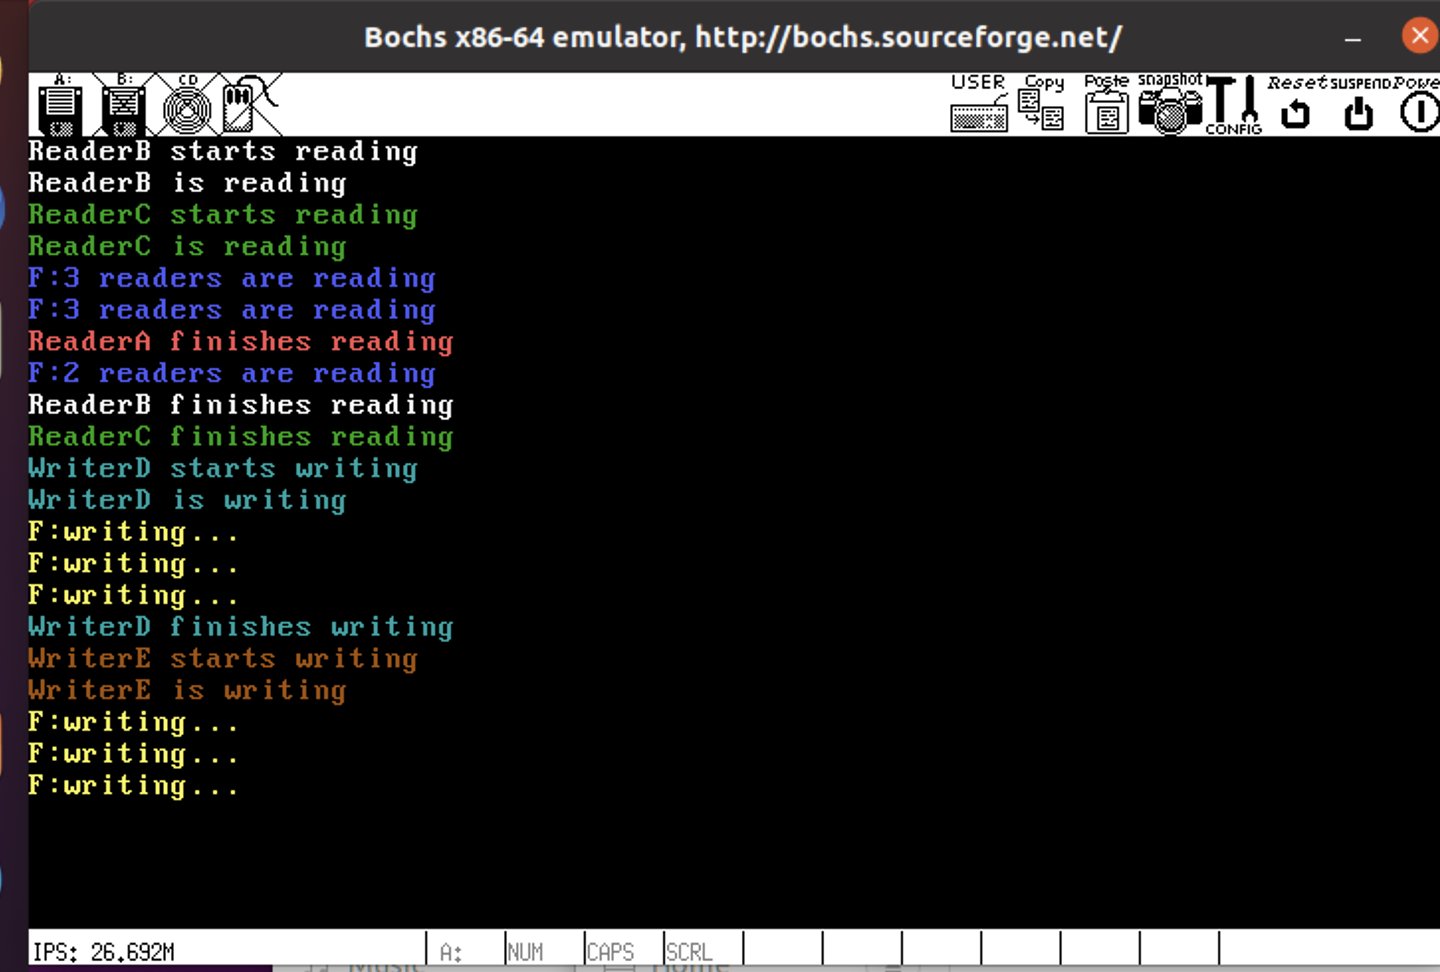 Bochs x86-64 emulator, http://bochs.sourceforge.net/
A: B: CD USER Copy Paste snapshot CONFIG Reset SUSPEND Powe
ReaderB starts reading
ReaderB is reading
ReaderC starts reading
ReaderC is reading
F:3 readers are reading
F:3 readers are reading
ReaderA finishes reading
F:2 readers are reading
ReaderB finishes reading
ReaderC finishes reading
WriterD starts writing
WriterD is writing
F:writing...
F:writing...
F:writing...
WriterD finishes writing
WriterE starts writing
WriterE is writing
F:writing...
F:writing...
F:writing...
IPS: 26.692M A: NUM CAPS SCRL
Music Home